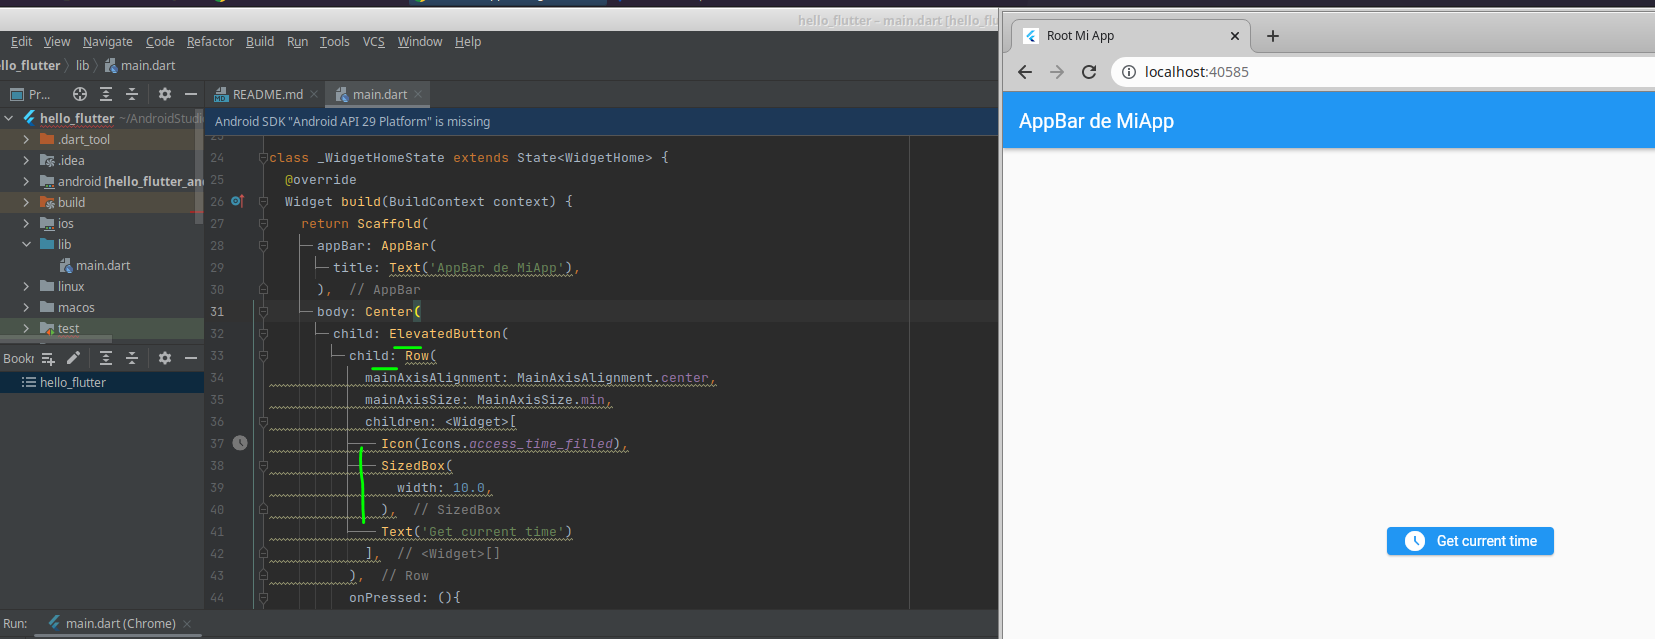 hello_flutter – main.dart [hello_flu
Edit View Navigate Code Refactor Build Run Tools VCS Window Help
llo_flutter lib main.dart
Pr...
README.md
main.dart
hello_flutter ~/AndroidStudi
.dart_tool
.idea
android [hello_flutter_an
build
ios
lib
main.dart
linux
macos
test
Bookr
hello_flutter
Android SDK "Android API 29 Platform" is missing
23
24 class _WidgetHomeState extends State<WidgetHome> {
25 @override
26 Widget build(BuildContext context) {
27 return Scaffold(
28 appBar: AppBar(
29 title: Text('AppBar de MiApp'),
30 ), // AppBar
31 body: Center(
32 child: ElevatedButton(
33 child: Row(
34 mainAxisAlignment: MainAxisAlignment.center,
35 mainAxisSize: MainAxisSize.min,
36 children: <Widget>[
37 Icon(Icons.access_time_filled),
38 SizedBox(
39 width: 10.0,
40 ), // SizedBox
41 Text('Get current time')
42 ], // <Widget>[]
43 ), // Row
44 onPressed: (){
Run: main.dart (Chrome)
Root Mi App
localhost:40585
AppBar de MiApp
Get current time